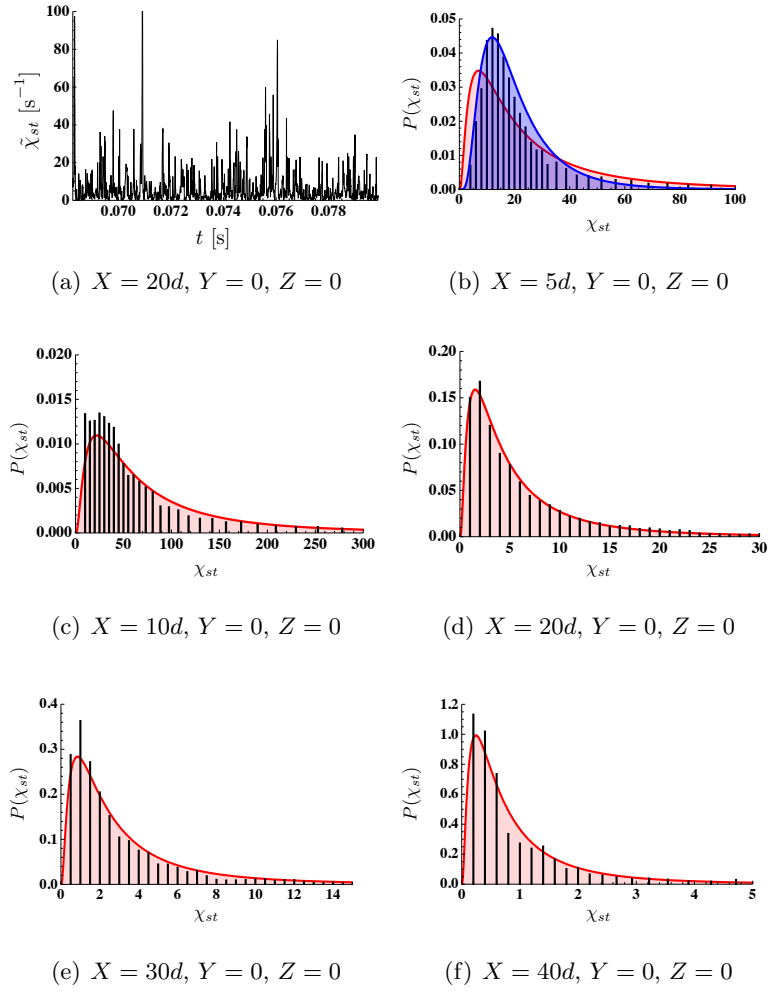 100
80
60
40
20
0
χ̃st [s−1]
0.070 0.072 0.074 0.076 0.078
t [s]
(a) X = 20d, Y = 0, Z = 0
0.05
0.04
0.03
0.02
0.01
0.00
P(χst)
0 20 40 60 80 100
χst
(b) X = 5d, Y = 0, Z = 0
0.020
0.015
0.010
0.005
0.000
P(χst)
0 50 100 150 200 250 300
χst
(c) X = 10d, Y = 0, Z = 0
0.20
0.15
0.10
0.05
0.00
P(χst)
0 5 10 15 20 25 30
χst
(d) X = 20d, Y = 0, Z = 0
0.4
0.3
0.2
0.1
0.0
P(χst)
0 2 4 6 8 10 12 14
χst
(e) X = 30d, Y = 0, Z = 0
1.2
1.0
0.8
0.6
0.4
0.2
0.0
P(χst)
0 1 2 3 4 5
χst
(f) X = 40d, Y = 0, Z = 0